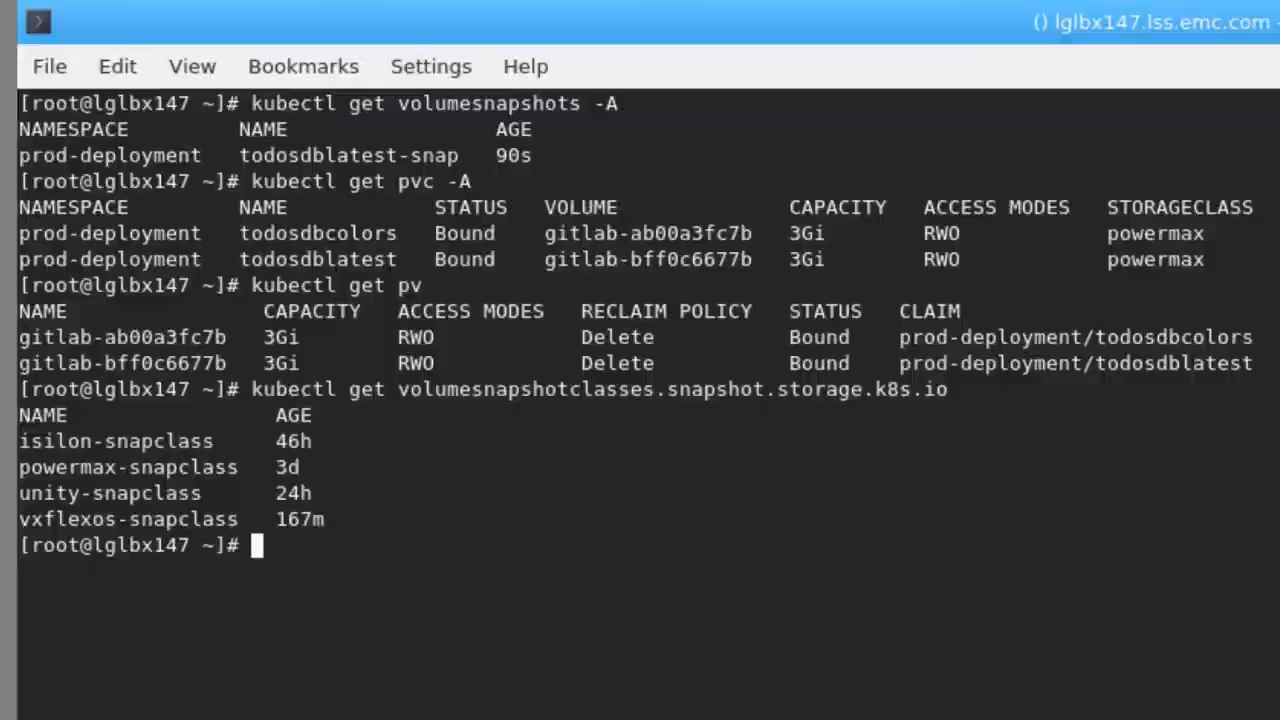 () lglbx147.lss.emc.com -
File Edit View Bookmarks Settings Help
[root@lglbx147 ~]# kubectl get volumesnapshots -A
NAMESPACE NAME AGE
prod-deployment todosdblatest-snap 90s
[root@lglbx147 ~]# kubectl get pvc -A
NAMESPACE NAME STATUS VOLUME CAPACITY ACCESS MODES STORAGECLASS
prod-deployment todosdbcolors Bound gitlab-ab00a3fc7b 3Gi RWO powermax
prod-deployment todosdblatest Bound gitlab-bff0c6677b 3Gi RWO powermax
[root@lglbx147 ~]# kubectl get pv
NAME CAPACITY ACCESS MODES RECLAIM POLICY STATUS CLAIM
gitlab-ab00a3fc7b 3Gi RWO Delete Bound prod-deployment/todosdbcolors
gitlab-bff0c6677b 3Gi RWO Delete Bound prod-deployment/todosdblatest
[root@lglbx147 ~]# kubectl get volumesnapshotclasses.snapshot.storage.k8s.io
NAME AGE
isilon-snapclass 46h
powermax-snapclass 3d
unity-snapclass 24h
vxflexos-snapclass 167m
[root@lglbx147 ~]#